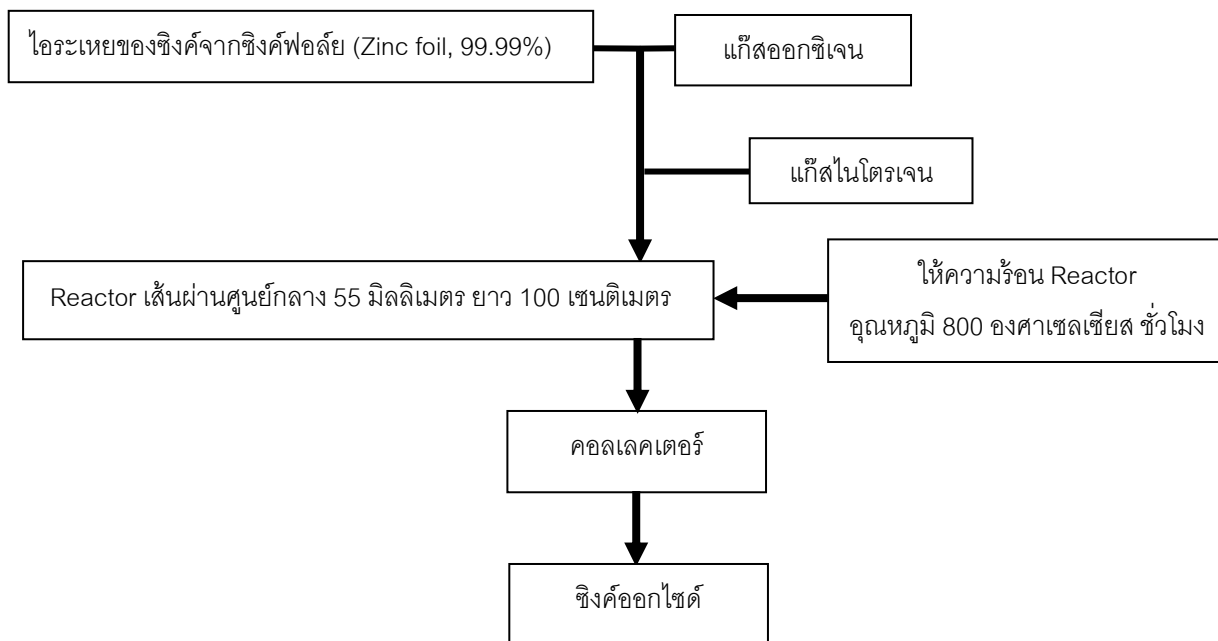 ไอระเหยของซิงค์จากซิงค์ฟอล์ย (Zinc foil, 99.99%)
แก๊สออกซิเจน
แก๊สไนโตรเจน
Reactor เส้นผ่านศูนย์กลาง 55 มิลลิเมตร ยาว 100 เซนติเมตร
ให้ความร้อน Reactor
อุณหภูมิ 800 องศาเซลเซียส ชั่วโมง
คอลเลคเตอร์
ซิงค์ออกไซด์